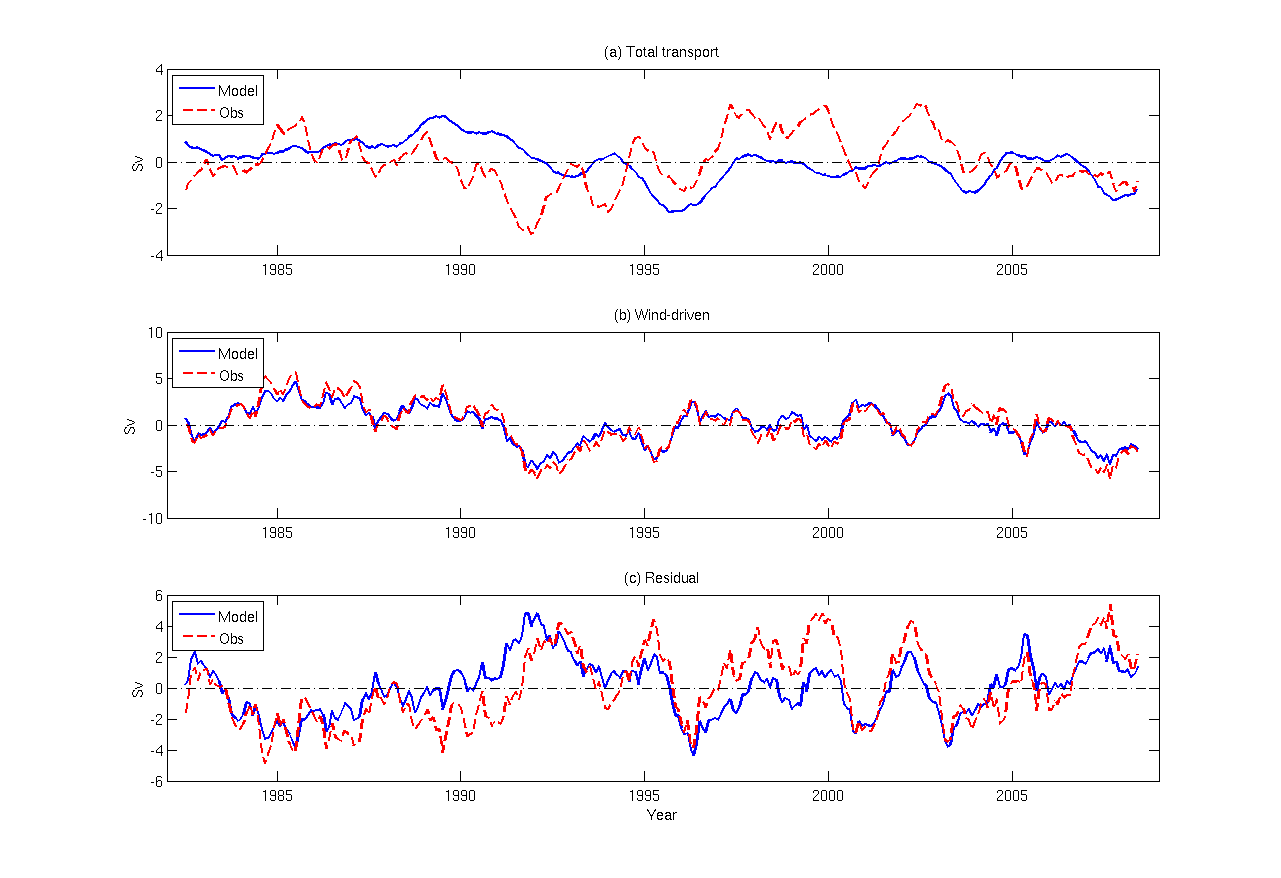 (a) Total transport
4
2
0
-2
-4
Sv
Model
Obs
1985
1990
1995
2000
2005
(b) Wind-driven
10
5
0
-5
-10
Sv
Model
Obs
1985
1990
1995
2000
2005
(c) Residual
6
4
2
0
-2
-4
-6
Sv
Model
Obs
1985
1990
1995
2000
2005
Year